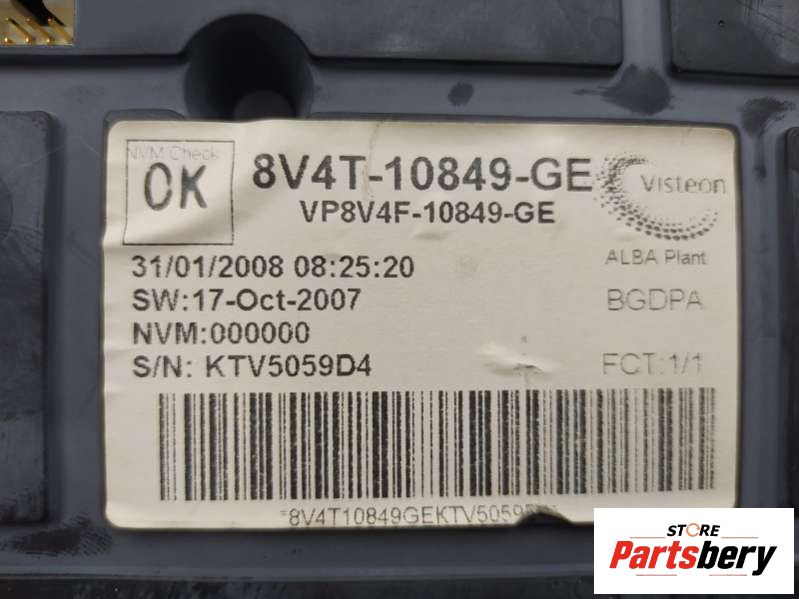 NVM Check
OK
8V4T-10849-GE
VP8V4F-10849-GE
Visteon
ALBA Plant
31/01/2008 08:25:20
SW:17-Oct-2007
BGDPA
NVM:000000
S/N: KTV5059D4
FCT:1/1
STORE
Partsbery